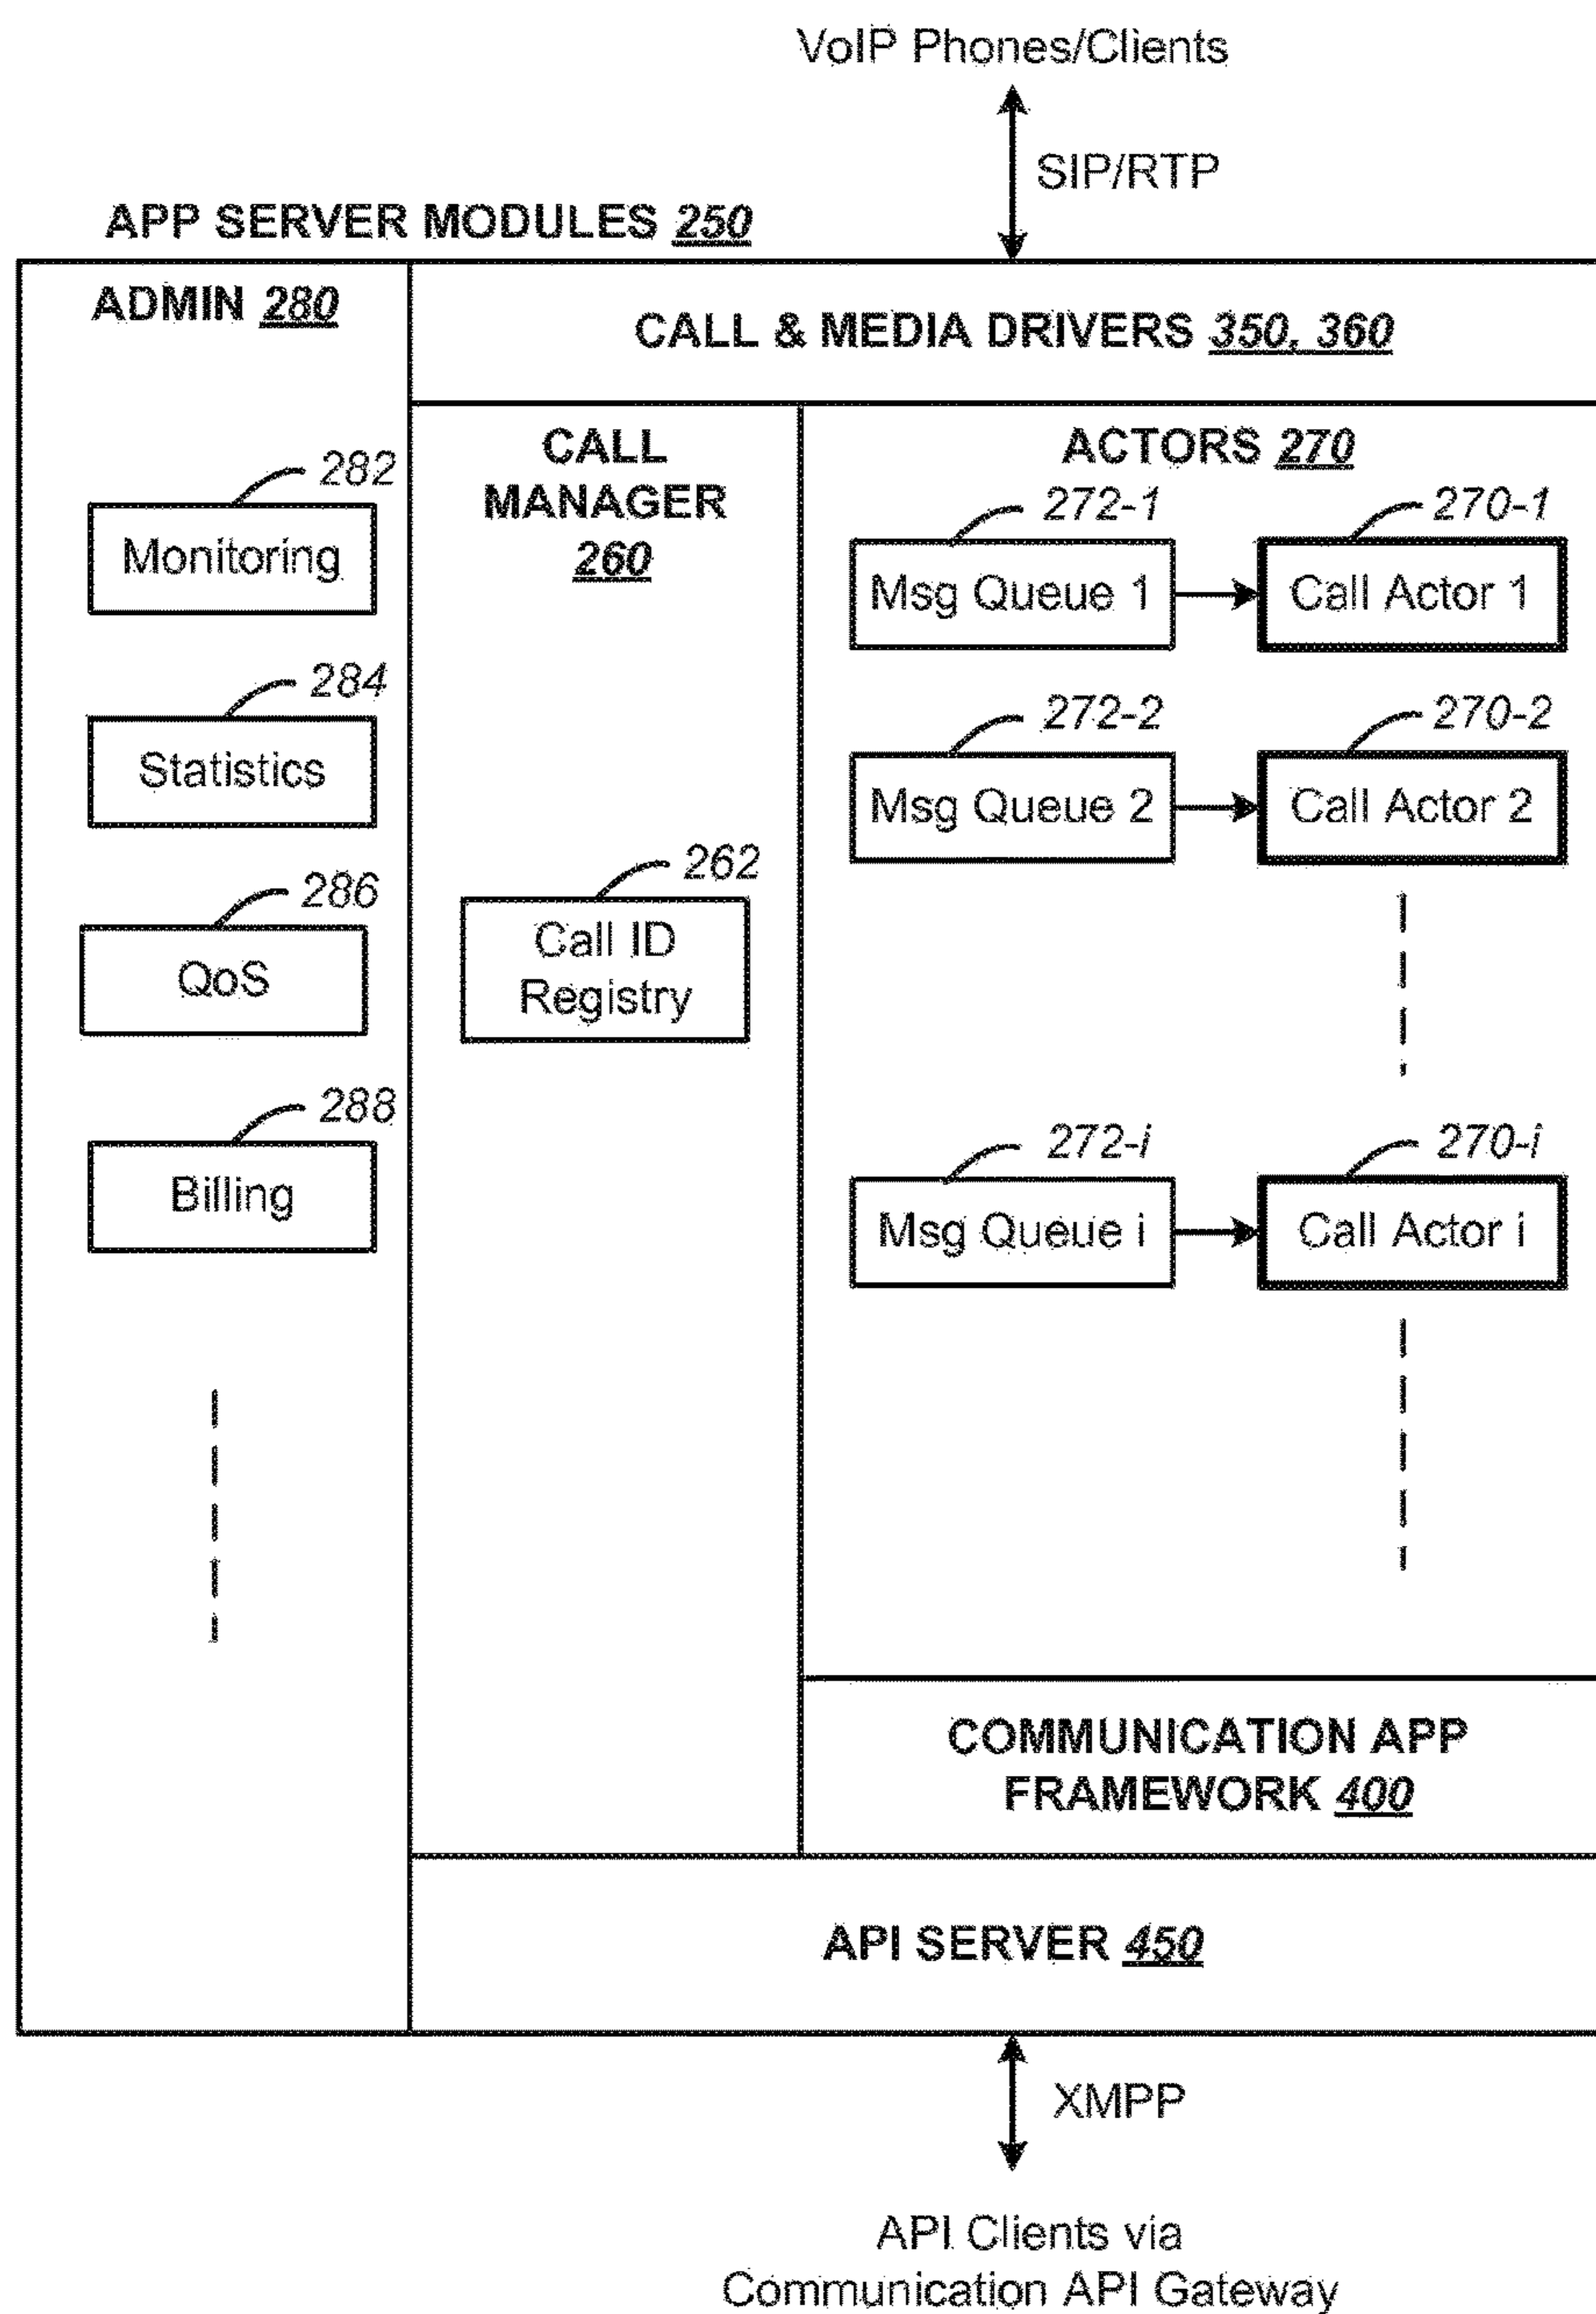 VoIP Phones/Clients
SIP/RTP
APP SERVER MODULES 250
ADMIN 280
282
Monitoring
284
Statistics
286
QoS
288
Billing
CALL & MEDIA DRIVERS 350, 360
CALL
MANAGER
260
262
Call ID
Registry
ACTORS 270
272-1
270-1
Msg Queue 1
Call Actor 1
272-2
270-2
Msg Queue 2
Call Actor 2
272-i
270-i
Msg Queue i
Call Actor i
COMMUNICATION APP
FRAMEWORK 400
API SERVER 450
XMPP
API Clients via
Communication API Gateway